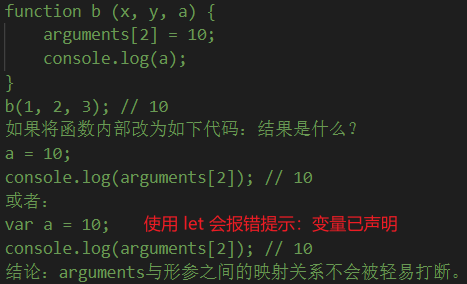 function b (x, y, a) {
    arguments[2] = 10;
    console.log(a);
}
b(1, 2, 3); // 10
如果将函数内部改为如下代码：结果是什么？
a = 10;
console.log(arguments[2]); // 10
或者：
var a = 10; 使用 let 会报错提示：变量已声明
console.log(arguments[2]); // 10
结论：arguments与形参之间的映射关系不会被轻易打断。